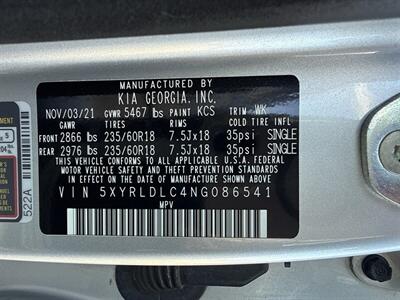 MANUFACTURED BY
KIA GEORGIA. INC.
NOV/03/21 GVWR 5467 lbs PAINT KCS TRIM WK
GAWR TIRES RIMS COLD TIRE INFL
FRONT 2866 lbs 235/60R18 7.5Jx18 35psi SINGLE
REAR 2976 lbs 235/60R18 7.5Jx18 35psi SINGLE
THIS VEHICLE CONFORMS TO ALL APPLICABLE
U.S. FEDERAL MOTOR VEHICLE SAFETY STANDARDS
IN EFFECT ON THE DATE OF MANUFACTURE SHOWN ABOVE
VIN 5XYRLDLC4NG086541
MPV
522A